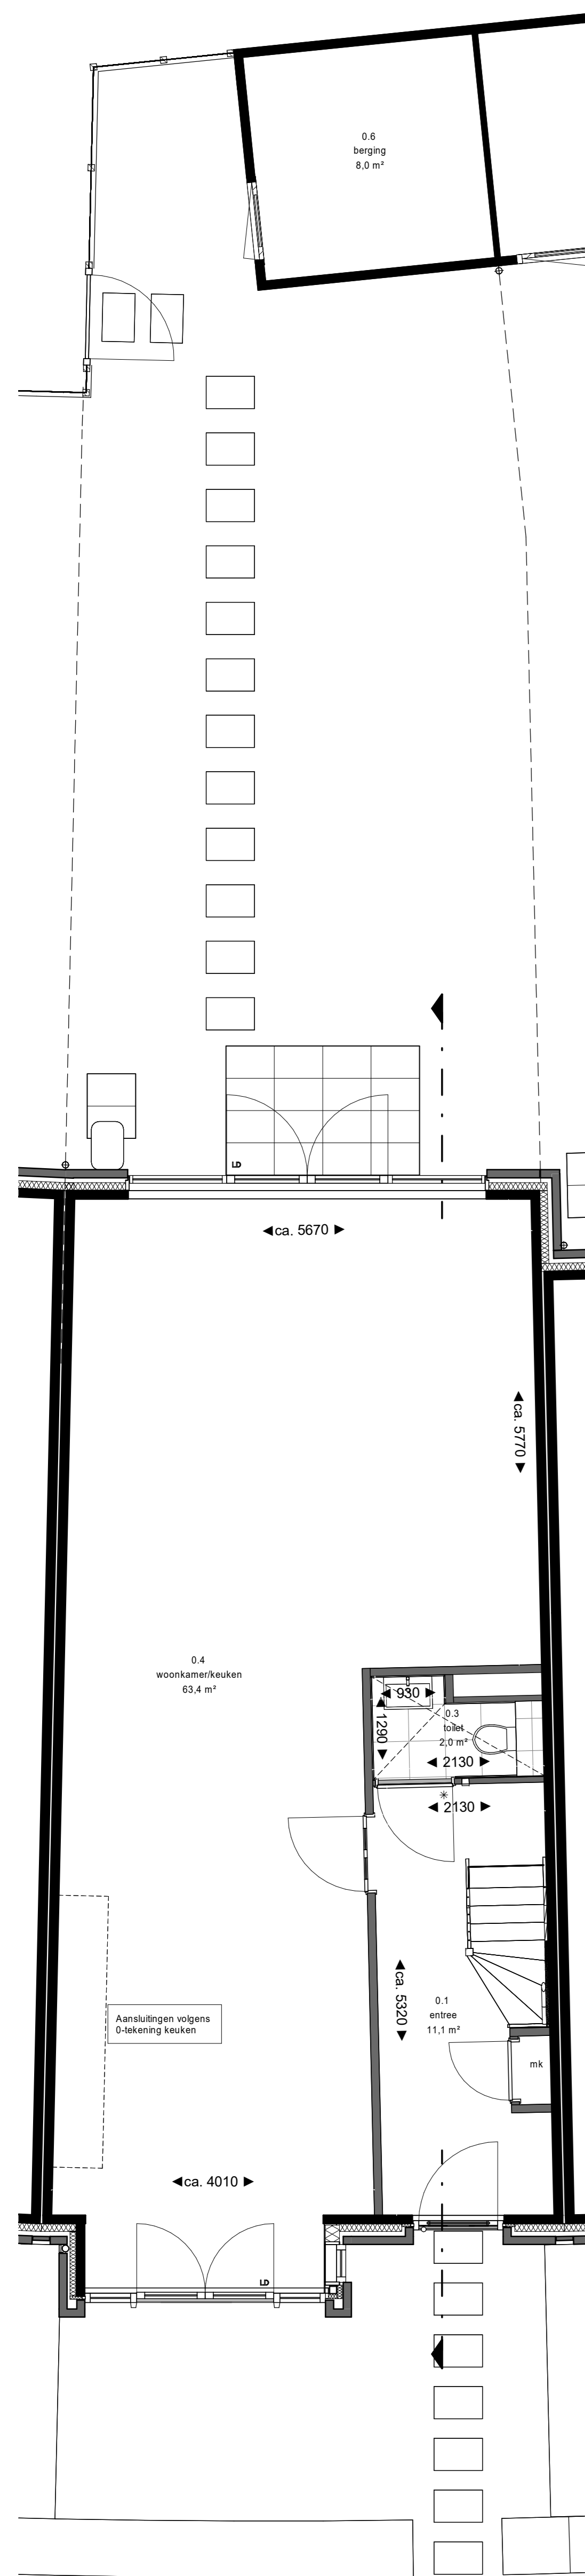 0.6
berging
8,0 m²
ca. 5670
ca. 5770
0.4
woonkamer/keuken
63,4 m²
930
1290
0.3
toilet
2,0 m²
2130
2130
ca. 5320
0.1
entree
11,1 m²
Aansluitingen volgens
0-tekening keuken
mk
ca. 4010